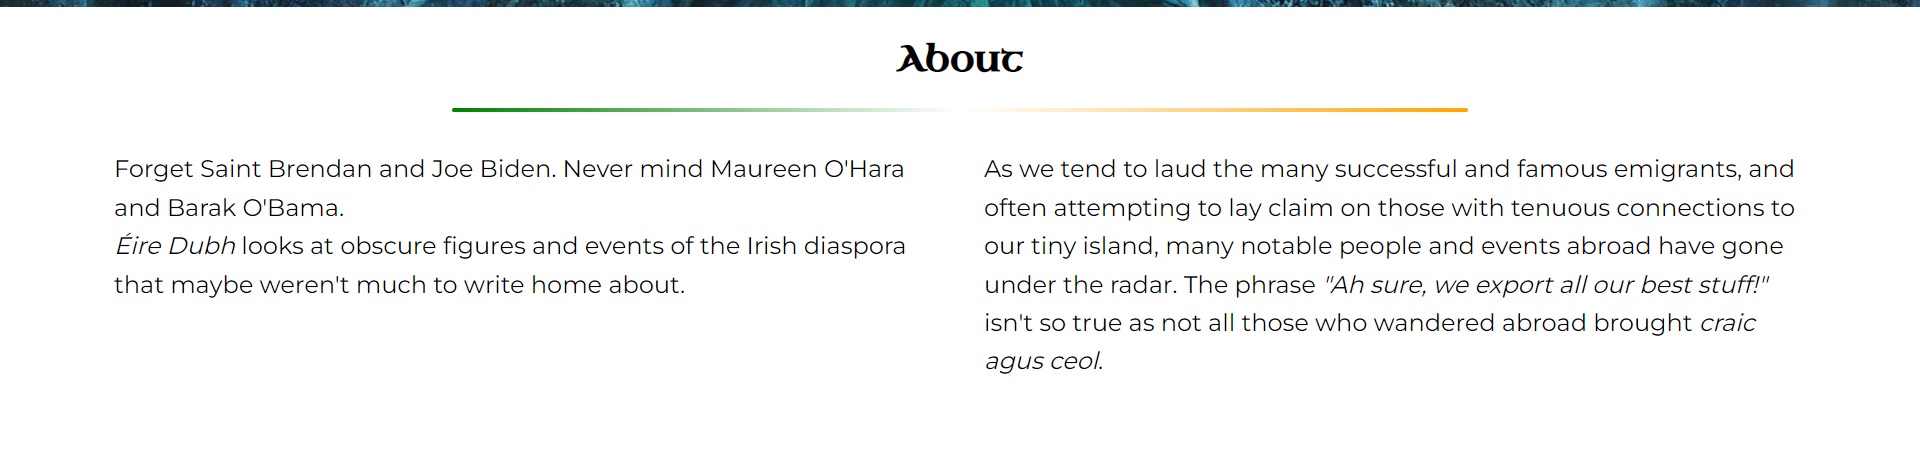 About
Forget Saint Brendan and Joe Biden. Never mind Maureen O'Hara
and Barak O'Bama.
Éire Dubh looks at obscure figures and events of the Irish diaspora
that maybe weren't much to write home about.
As we tend to laud the many successful and famous emigrants, and
often attempting to lay claim on those with tenuous connections to
our tiny island, many notable people and events abroad have gone
under the radar. The phrase "Ah sure, we export all our best stuff!"
isn't so true as not all those who wandered abroad brought craic
agus ceol.